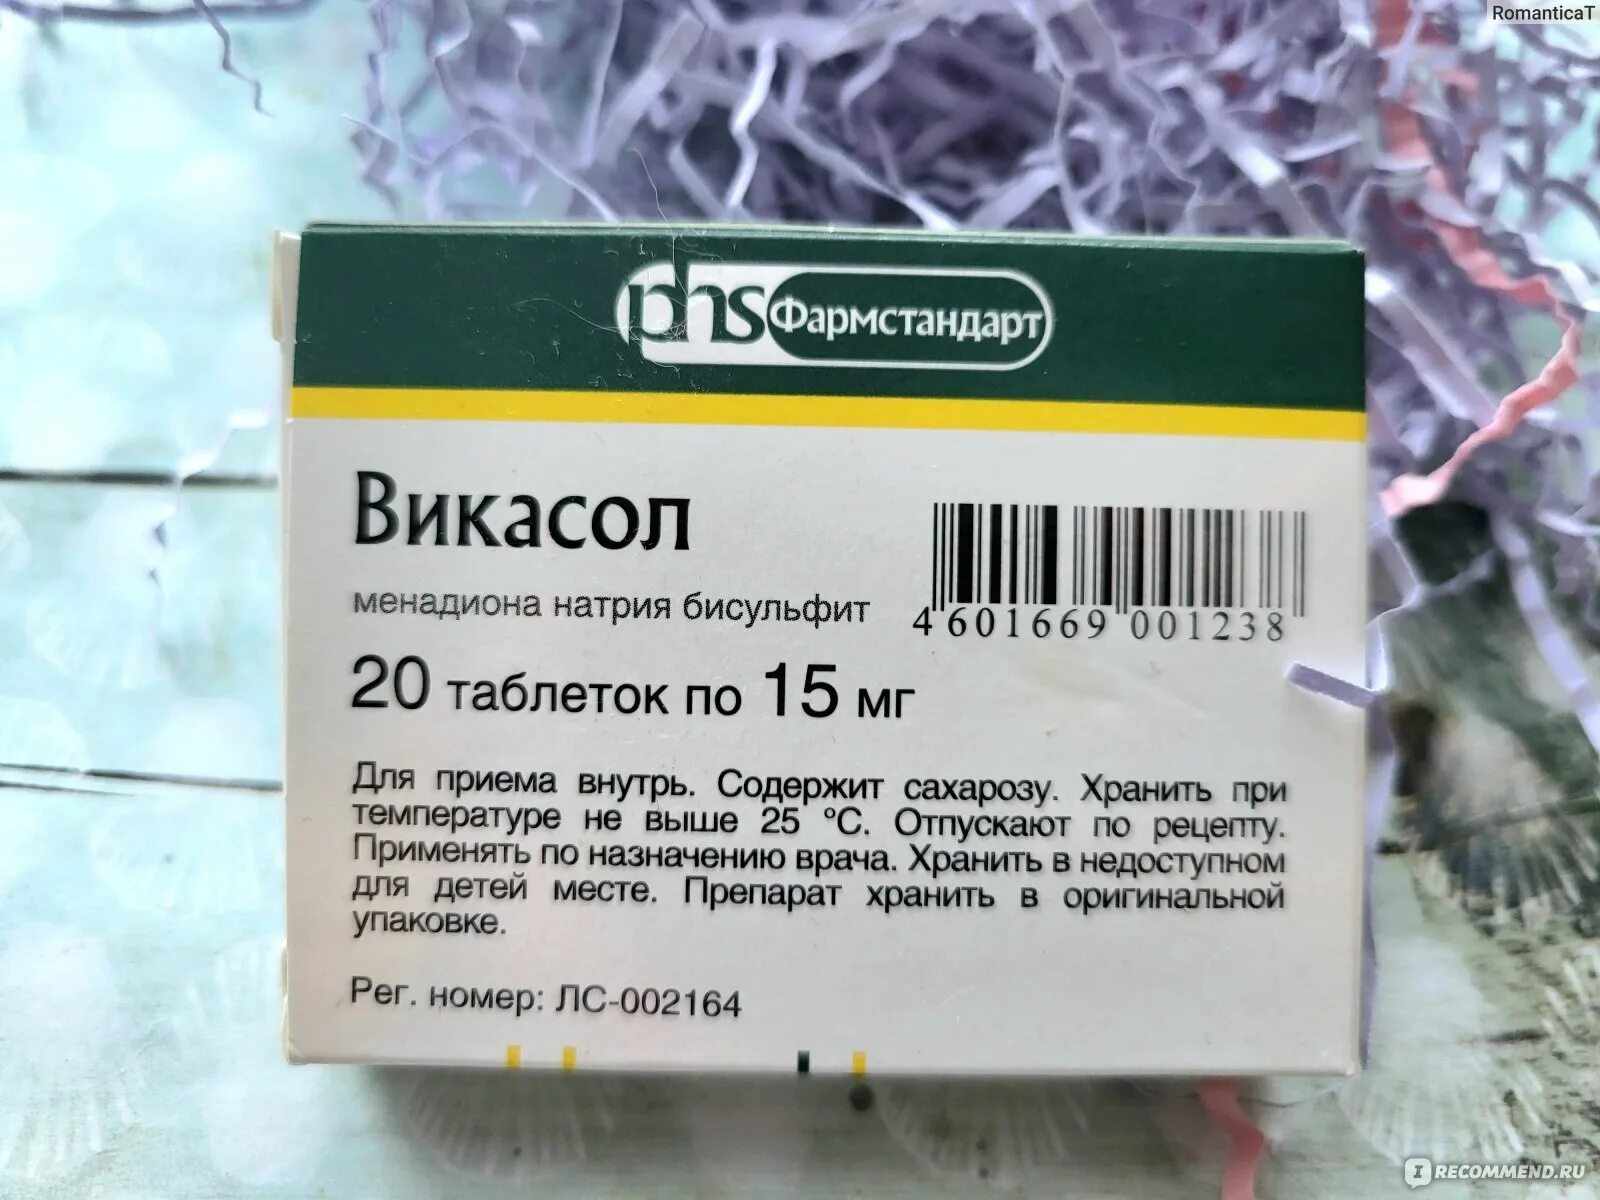 RomanticaT
phs Фармстандарт
Викасол
менадиона натрия бисульфит
4 601669 001238
20 таблеток по 15 мг
Для приема внутрь. Содержит сахарозу. Хранить при
температуре не выше 25 °С. Отпускают по рецепту.
Применять по назначению врача. Хранить в недоступном
для детей месте. Препарат хранить в оригинальной
упаковке.
Рег. номер: ЛС-002164
IRECOMMEND.RU